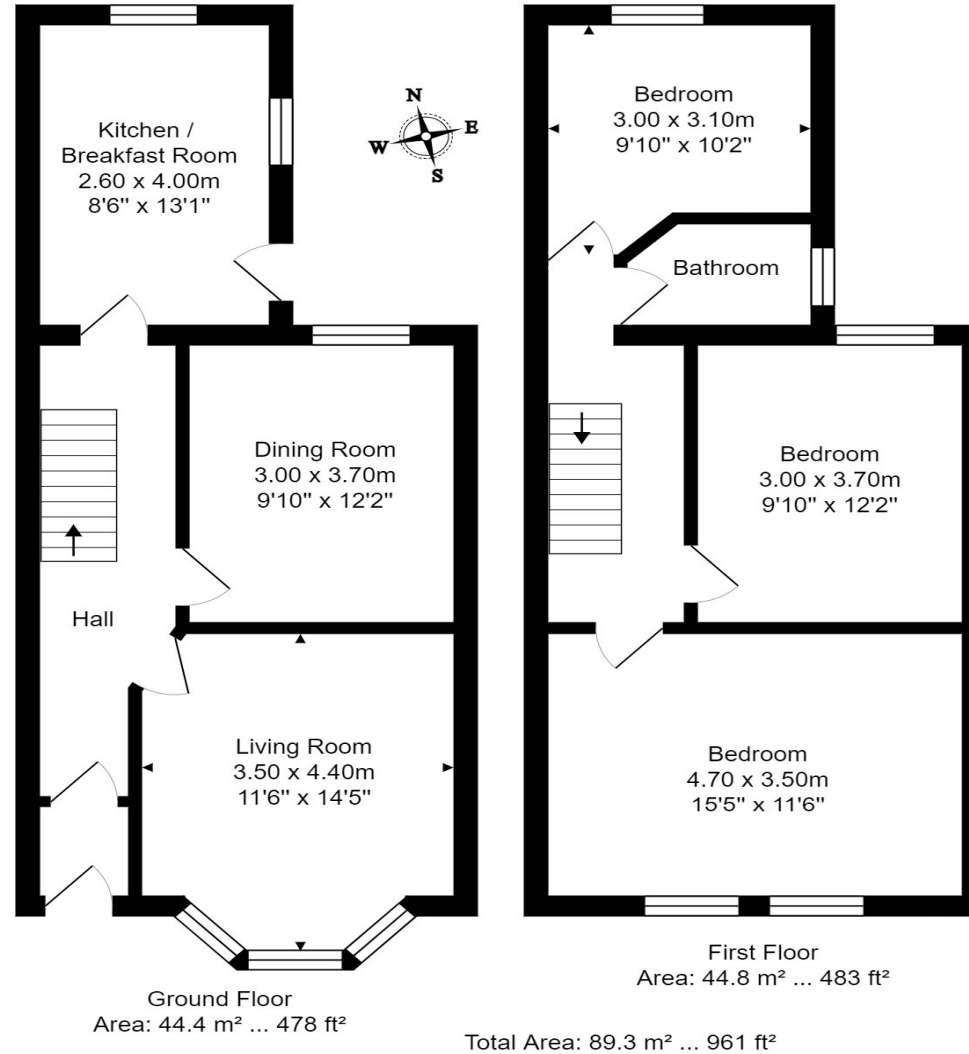 Kitchen /
Breakfast Room
2.60 x 4.00m
8'6" x 13'1"
N
E
W
S
Bedroom
3.00 x 3.10m
9'10" x 10'2"
Bathroom
Dining Room
3.00 x 3.70m
9'10" x 12'2"
Bedroom
3.00 x 3.70m
9'10" x 12'2"
Hall
Living Room
3.50 x 4.40m
11'6" x 14'5"
Bedroom
4.70 x 3.50m
15'5" x 11'6"
Ground Floor
Area: 44.4 m² ... 478 ft²
First Floor
Area: 44.8 m² ... 483 ft²
Total Area: 89.3 m² ... 961 ft²